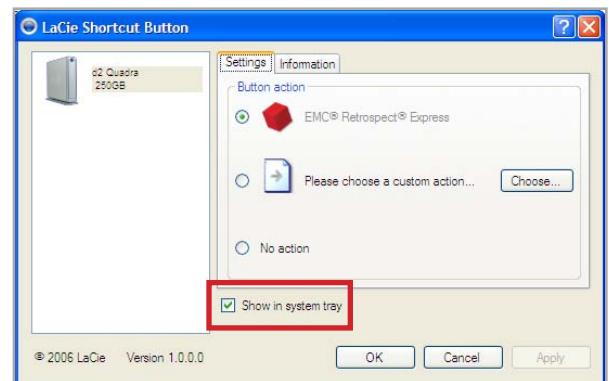 LaCie Shortcut Button
d2 Quadra
250GB
Settings Information
Button action
EMC® Retrospect® Express
Please choose a custom action... Choose...
No action
Show in system tray
© 2006 LaCie Version 1.0.0.0
OK Cancel Apply